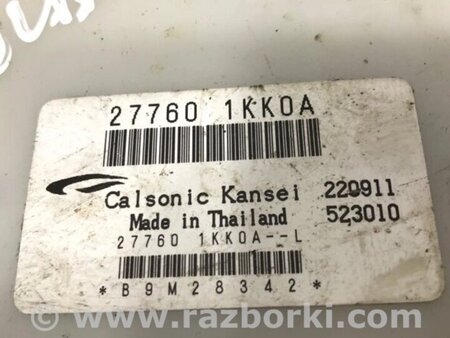 27760 1KK0A
Calsonic Kansei 220911
Made in Thailand 523010
27760 1KK0A--L
*B9M28342*
www.razborki.com